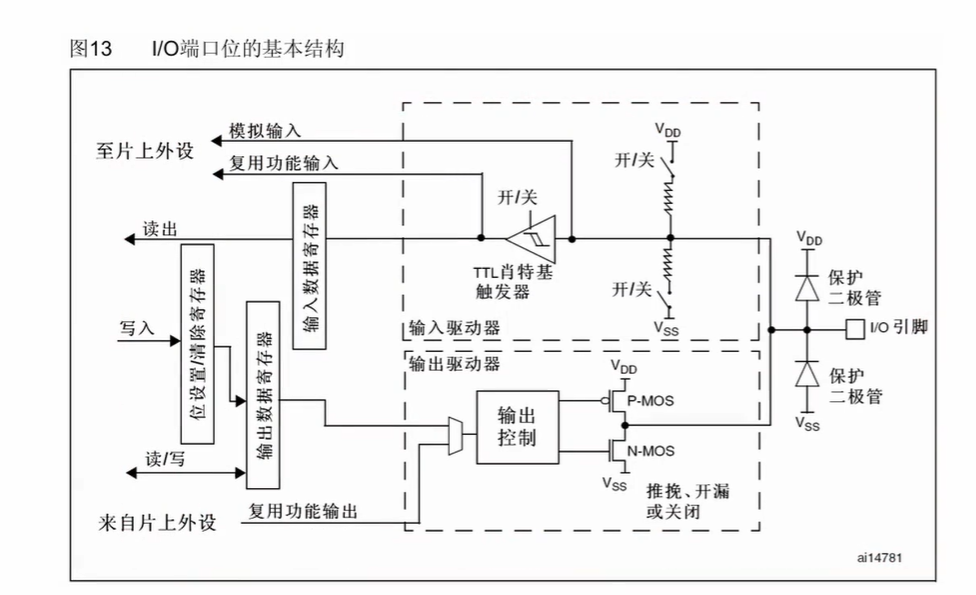 图13 I/O端口位的基本结构
至片上外设
模拟输入
复用功能输入
读出
输入数据寄存器
位设置/清除寄存器
写入
输出数据寄存器
读/写
来自片上外设
复用功能输出
开/关
TTL肖特基
触发器
VDD
开/关
开/关
VSS
输入驱动器
输出驱动器
输出
控制
VDD
P-MOS
N-MOS
VSS
推挽、开漏
或关闭
VDD
保护
二极管
I/O 引脚
保护
二极管
VSS
ai14781